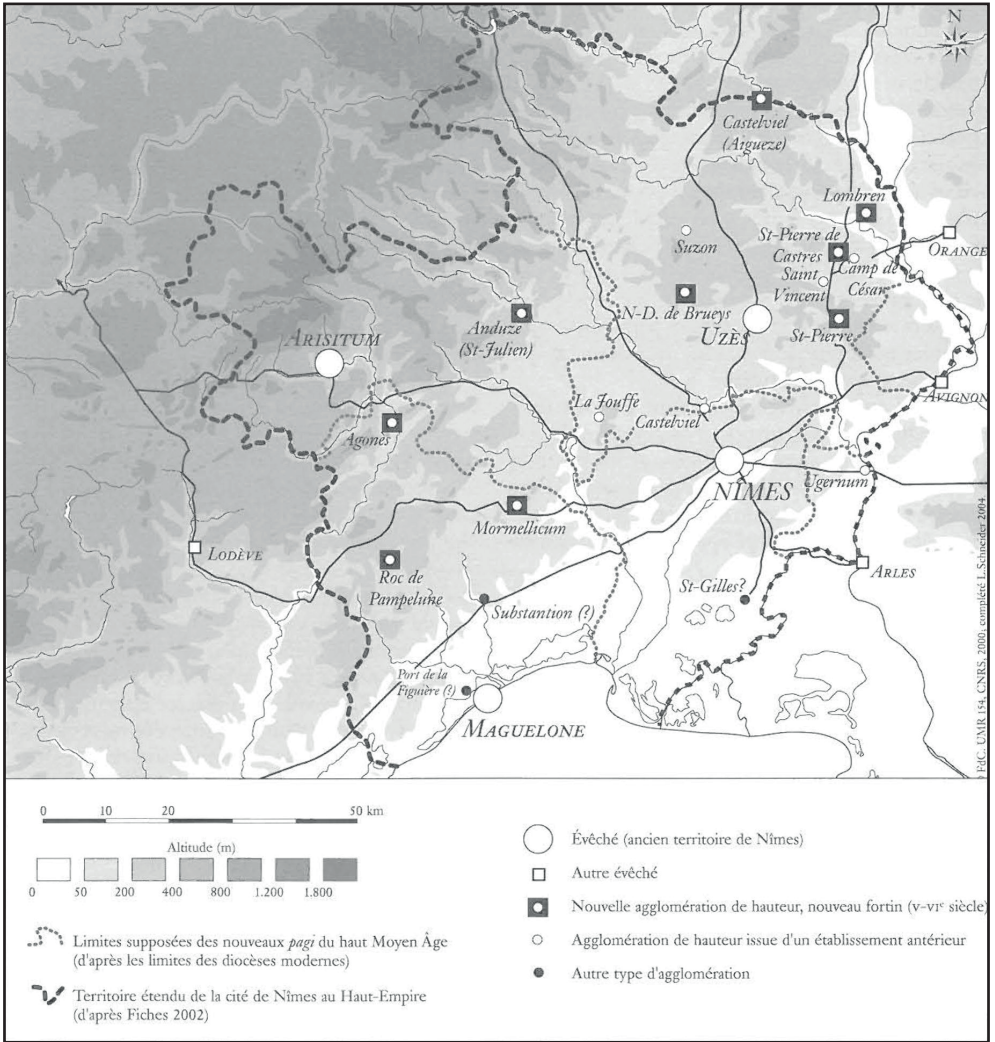 N
Castelviel
(Aigueze)
Lombren
Suzon
St-Pierre de
Castres
Saint
Vincent
Camp de
César
ORANGE
N-D. de Brueys
UZÈS
St-Pierre
Anduze
(St-Julien)
ARISITUM
AVIGNON
La Jouffe
Castelviel
Agonès
NÎMES
Ugernum
Mormellicum
LODÈVE
Roc de
Pampelune
Substantion (?)
St-Gilles?
ARLES
Port de la
Figuière (?)
MAGUELONE
FdC, UMR 154, CNRS, 2000; complété L.Schneider 2004
0 10 20 50 km
Altitude (m)
0 50 200 400 800 1.200 1.800
Limites supposées des nouveaux pagi du haut Moyen Âge
(d'après les limites des diocèses modernes)
Territoire étendu de la cité de Nîmes au Haut-Empire
(d'après Fiches 2002)
Évêché (ancien territoire de Nîmes)
Autre évêché
Nouvelle agglomération de hauteur, nouveau fortin (V-VIe siècle)
Agglomération de hauteur issue d'un établissement antérieur
Autre type d'agglomération